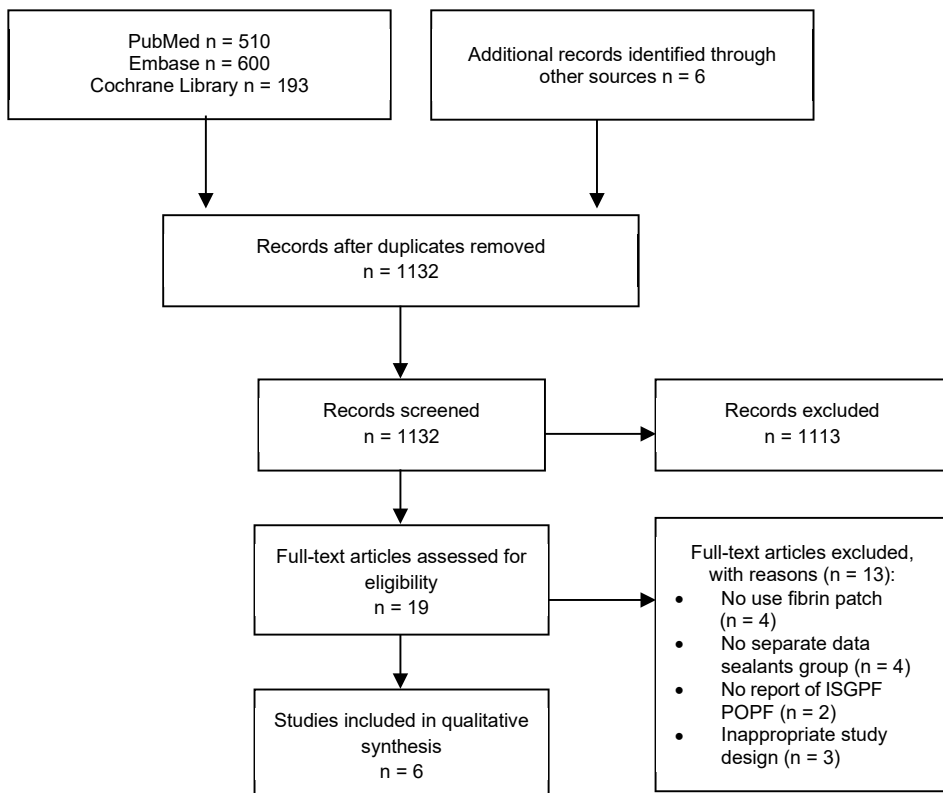 PubMed n = 510
Embase n = 600
Cochrane Library n = 193
Additional records identified through
other sources n = 6
Records after duplicates removed
n = 1132
Records screened
n = 1132
Records excluded
n = 1113
Full-text articles assessed for
eligibility
n = 19
Full-text articles excluded,
with reasons (n = 13):
• No use fibrin patch
(n = 4)
• No separate data
sealants group (n = 4)
• No report of ISGPF
POPF (n = 2)
• Inappropriate study
design (n = 3)
Studies included in qualitative
synthesis
n = 6